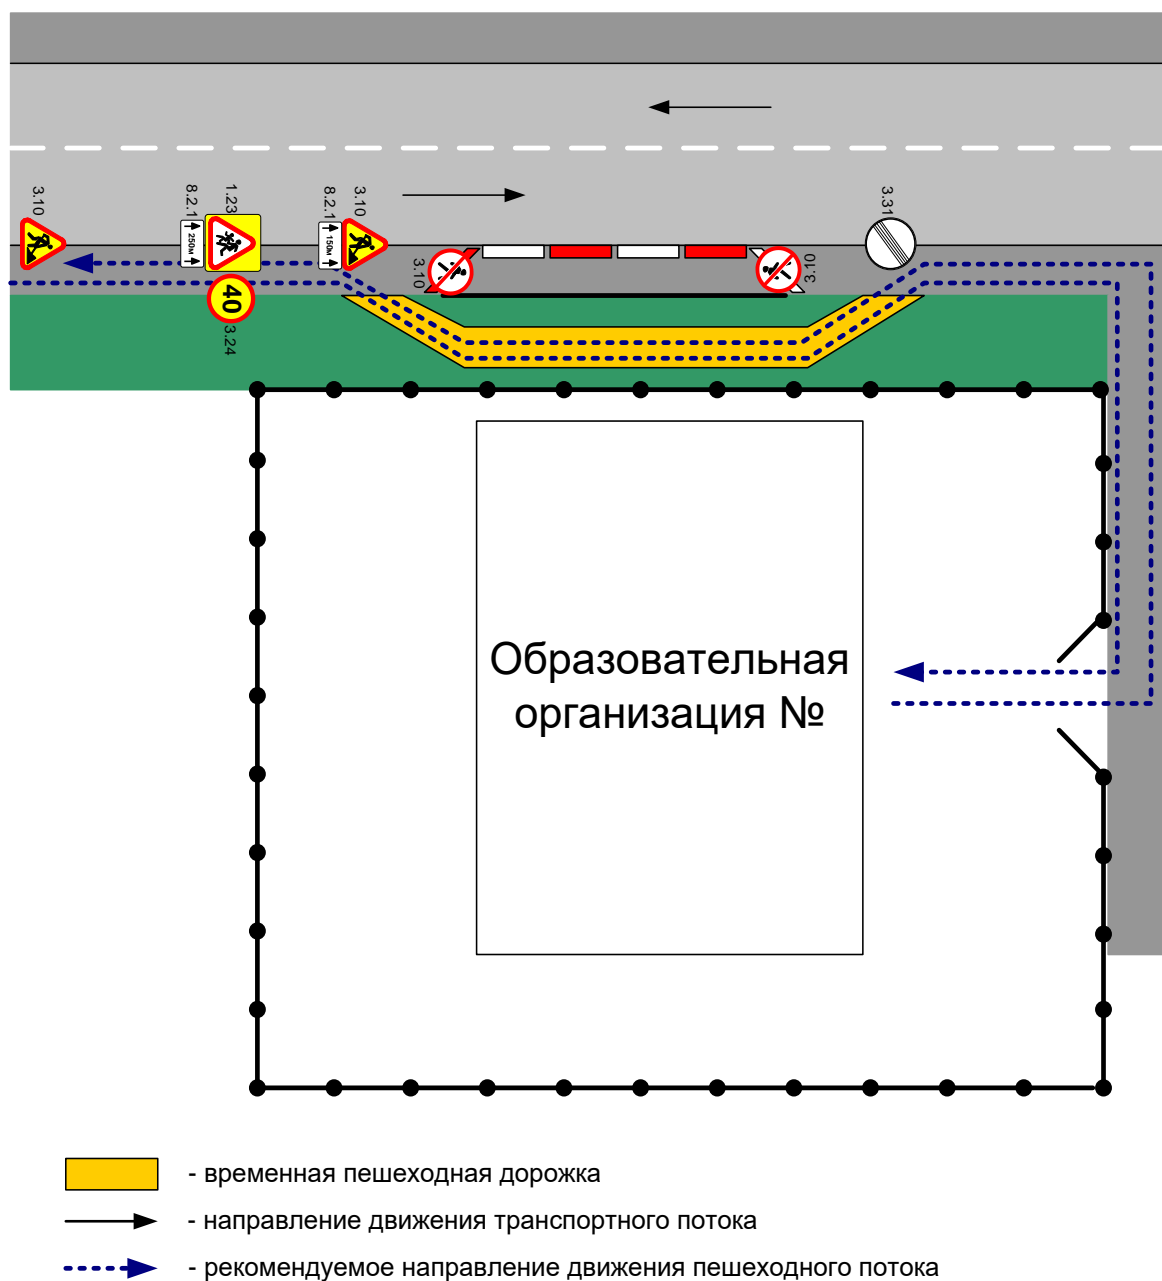 3.10
8.2.1
250м
1.23
8.2.1
150м
3.10
3.31
3.10
3.10
40
3.24
Образовательная
организация №
- временная пешеходная дорожка
- направление движения транспортного потока
- рекомендуемое направление движения пешеходного потока